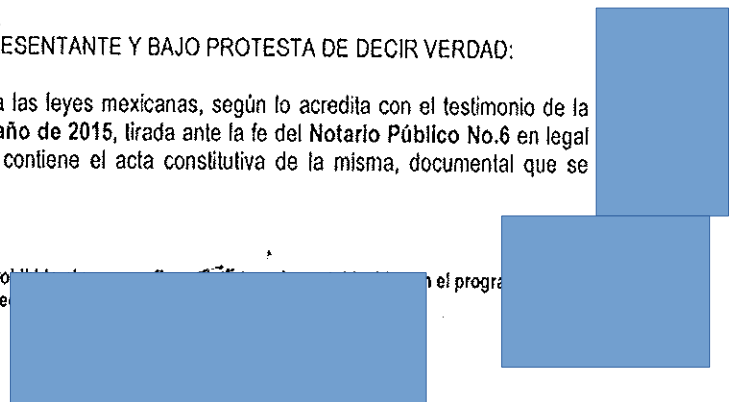 ESENTANTE Y BAJO PROTESTA DE DECIR VERDAD:
a las leyes mexicanas, según lo acredita con el testimonio de la
año de 2015, tirada ante la fe del Notario Público No.6 en legal
contiene el acta constitutiva de la misma, documental que se
el progra